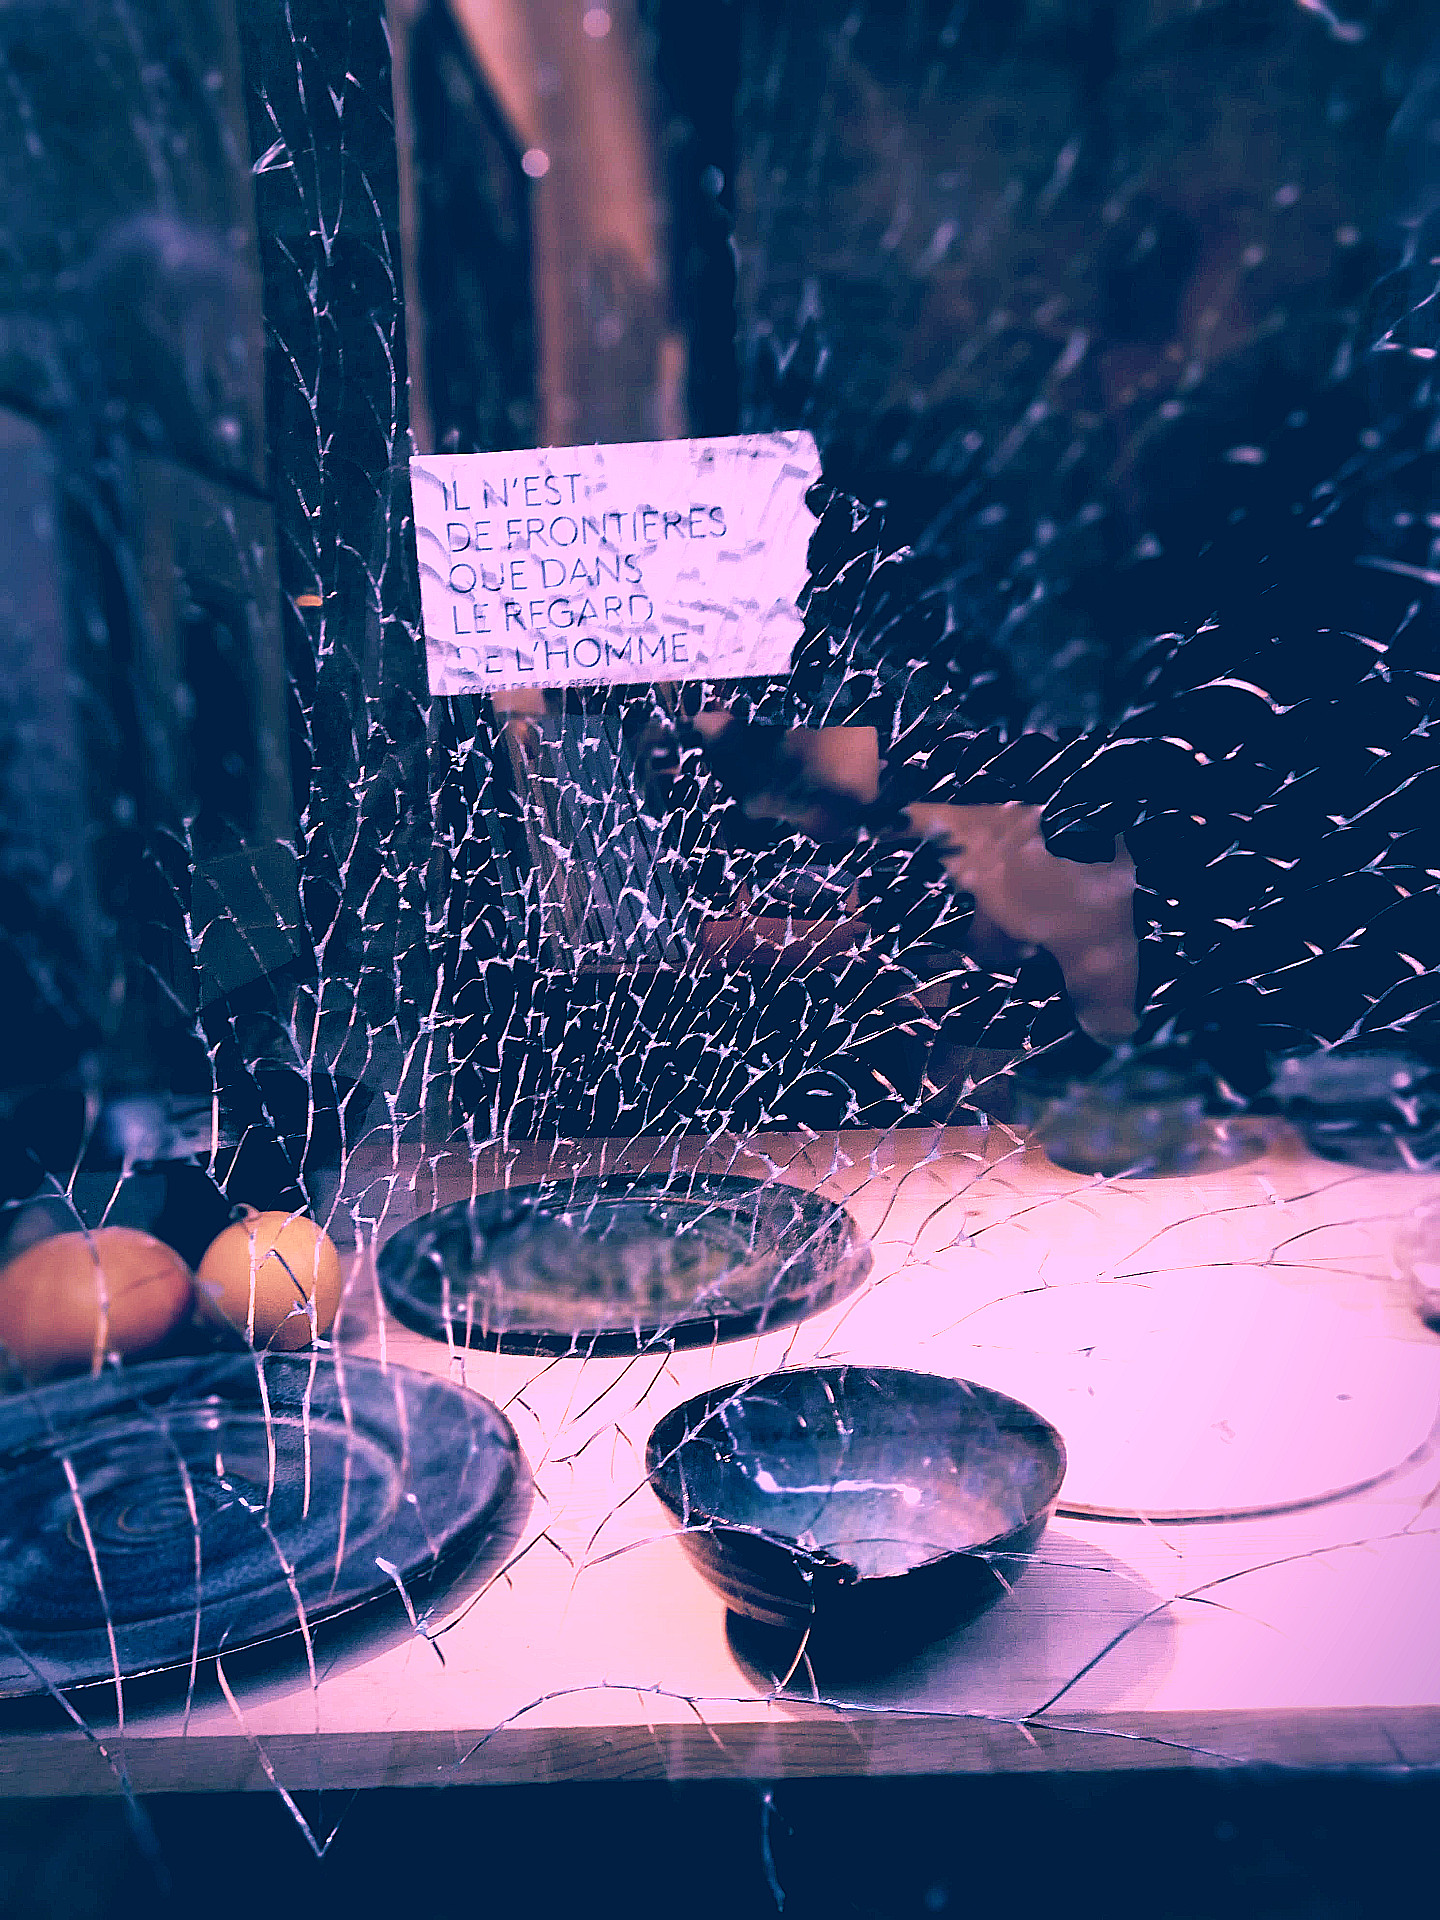 IL N'EST
DE FRONTIÈRES
QUE DANS
LE REGARD
DE L'HOMME